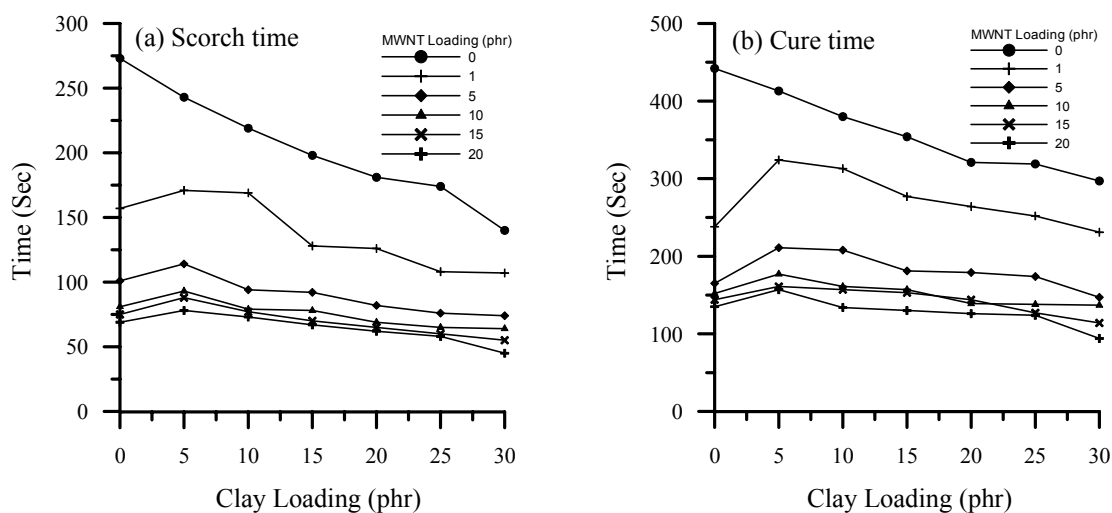 (a) Scorch time
MWNT Loading (phr)
0
1
5
10
15
20
300
250
200
150
100
50
0
Time (Sec)
0 5 10 15 20 25 30
Clay Loading (phr)
(b) Cure time
MWNT Loading (phr)
0
1
5
10
15
20
500
400
300
200
100
0
Time (Sec)
0 5 10 15 20 25 30
Clay Loading (phr)